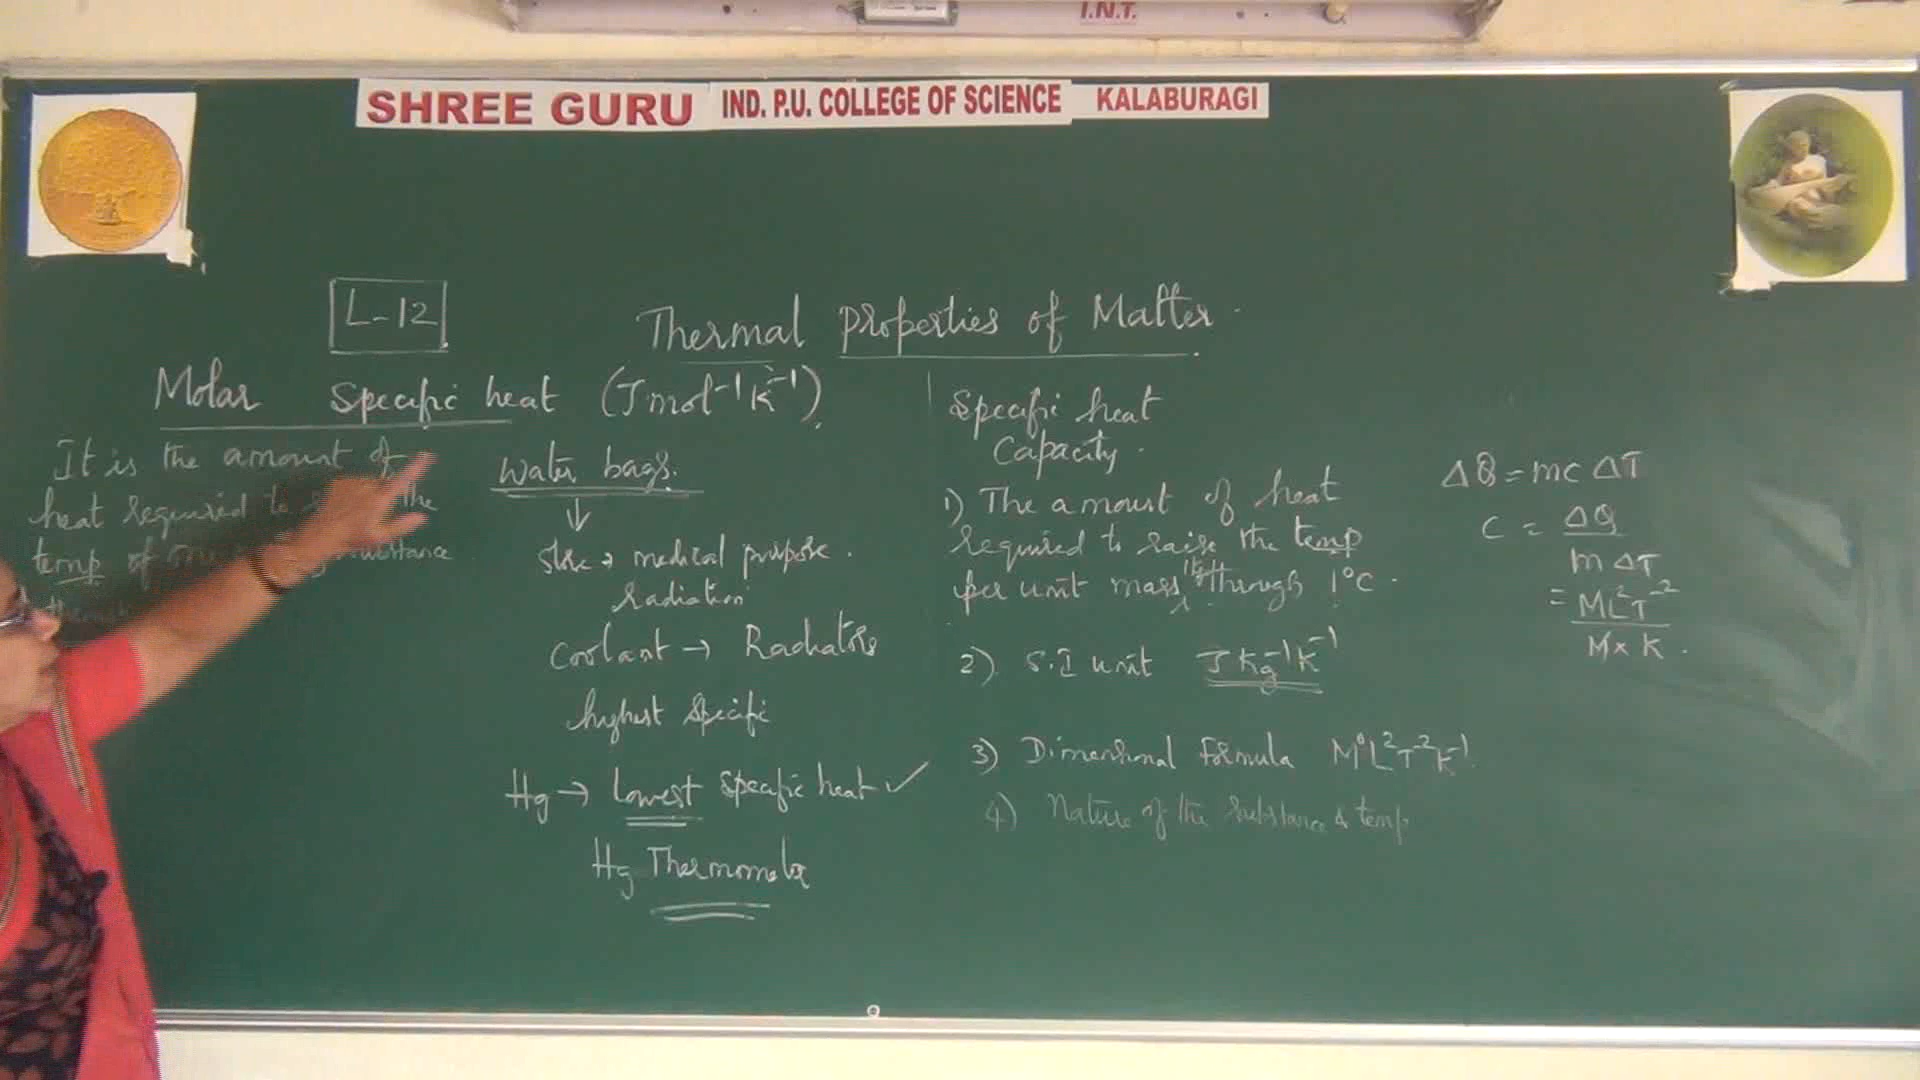 I.N.T.
SHREE GURU IND. P.U. COLLEGE OF SCIENCE KALABURAGI
L-12
Thermal Properties of Matter.
Molar Specific heat (J mol⁻¹ K⁻¹)
It is the amount of
heat required to the
temp of substance
Water bags.
↓
→ medical purpose.
radiation
Coolant → Radiators
highest Specific
Hg → Lowest Specific heat ✓
Hg Thermometer
Specific heat
Capacity.
1) The amount of heat
required to raise the temp
per unit mass through 1°C.
2) S.I unit J Kg⁻¹ K⁻¹
3) Dimensional Formula M⁰L²T⁻²K⁻¹
4) Nature of the Substance & temp
ΔQ = mc ΔT
C = ΔQ
m ΔT
= ML²T⁻²
M × K.